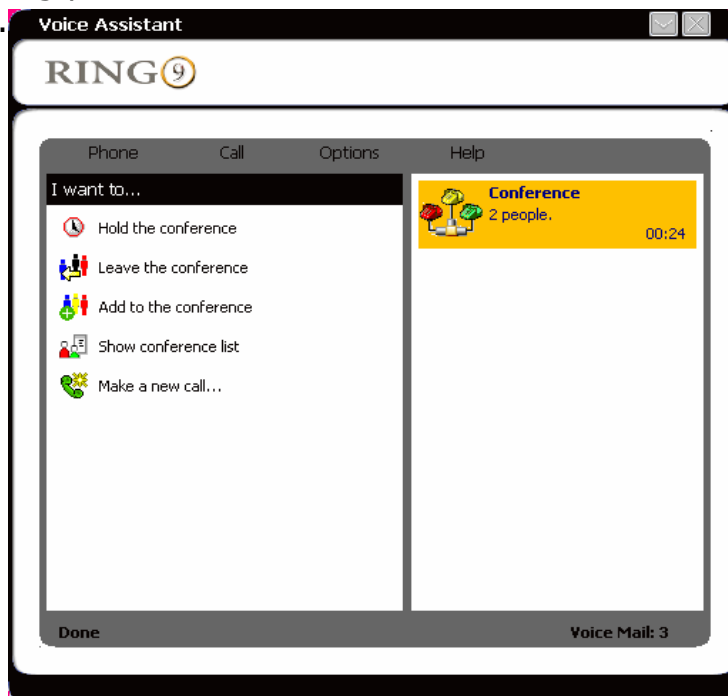 Voice Assistant
RING9
Phone Call Options Help
I want to...
Hold the conference
Leave the conference
Add to the conference
Show conference list
Make a new call...
Conference
2 people.
00:24
Done
Voice Mail: 3